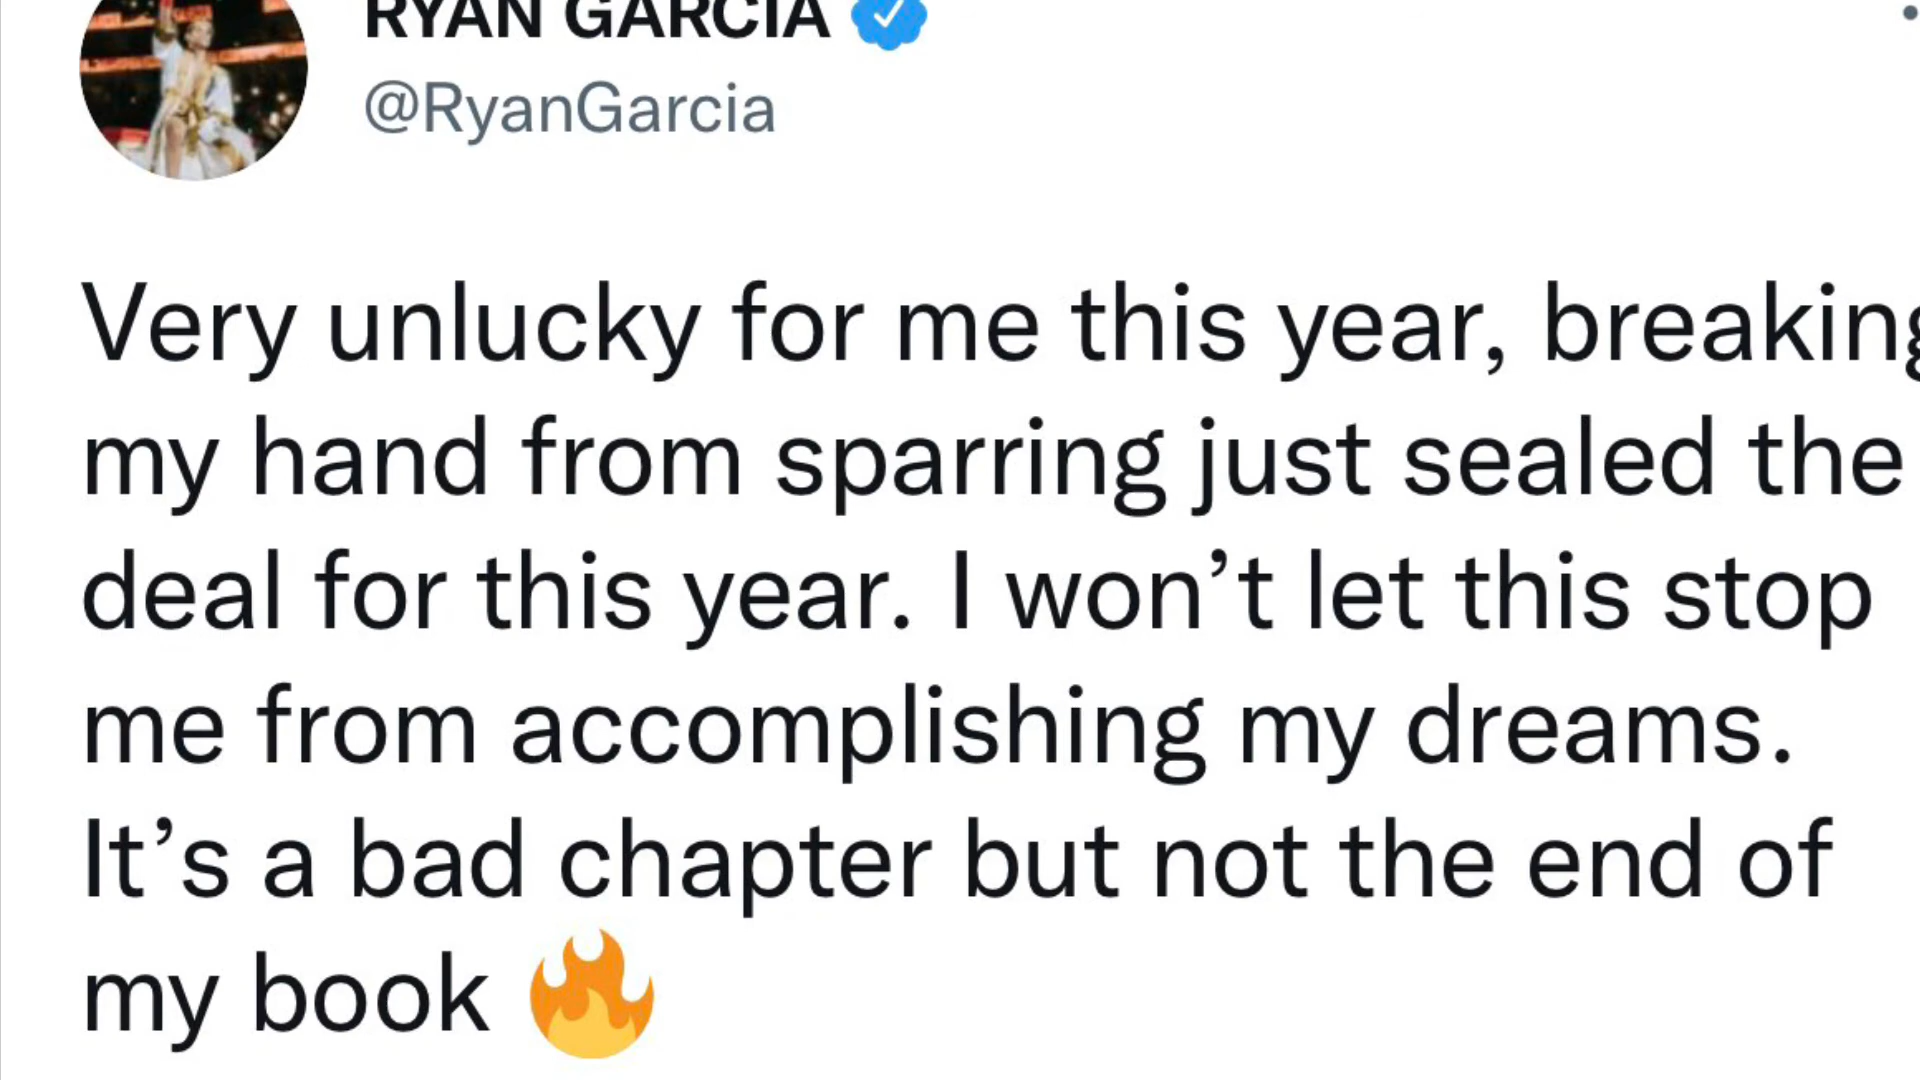 RYAN GARCIA
@RyanGarcia
Very unlucky for me this year, breaking
my hand from sparring just sealed the
deal for this year. I won’t let this stop
me from accomplishing my dreams.
It’s a bad chapter but not the end of
my book 🔥